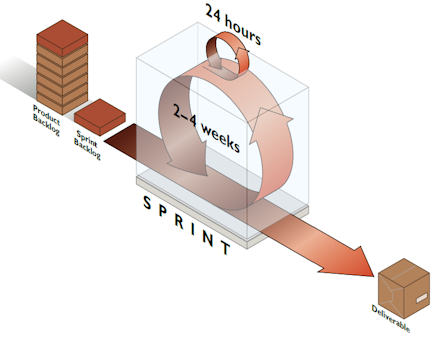 24 hours
2–4 weeks
Product
Backlog
Sprint
Backlog
SPRINT
Deliverable